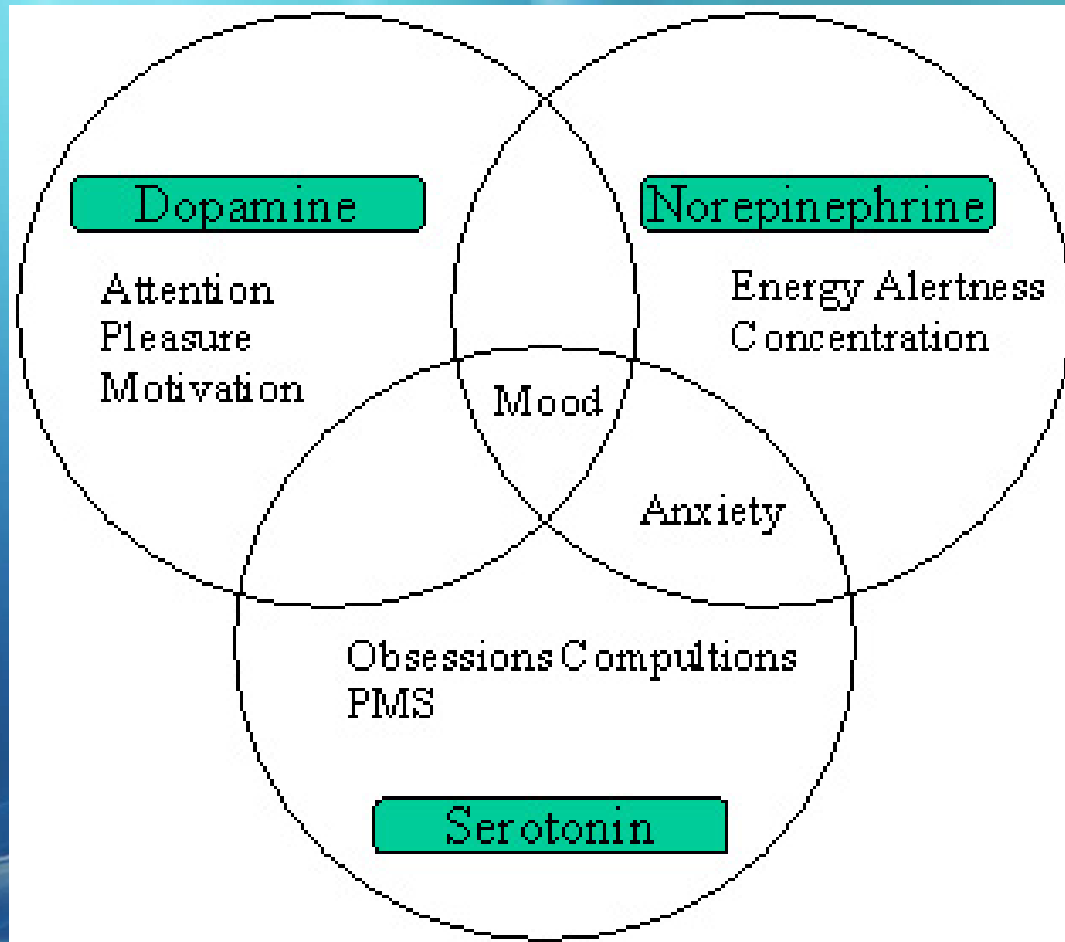 Dopamine
Norepinephrine
Attention
Pleasure
Motivation
Energy Alertness
Concentration
Mood
Anxiety
Obsessions Compultions
PMS
Serotonin